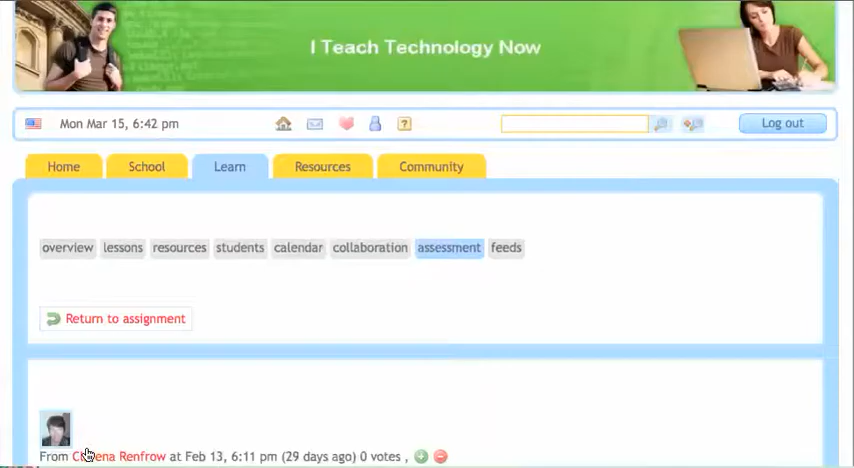 I Teach Technology Now
Mon Mar 15, 6:42 pm
?
Log out
Home School Learn Resources Community
overview lessons resources students calendar collaboration assessment feeds
Return to assignment
From Renfrow at Feb 13, 6:11 pm (29 days ago) 0 votes ,